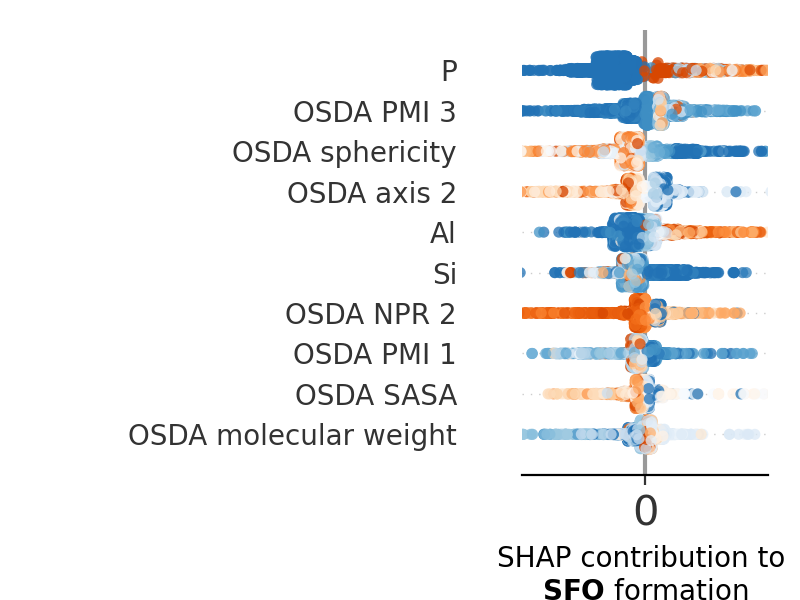 P
OSDA PMI 3
OSDA sphericity
OSDA axis 2
Al
Si
OSDA NPR 2
OSDA PMI 1
OSDA SASA
OSDA molecular weight
0
SHAP contribution to
SFO formation